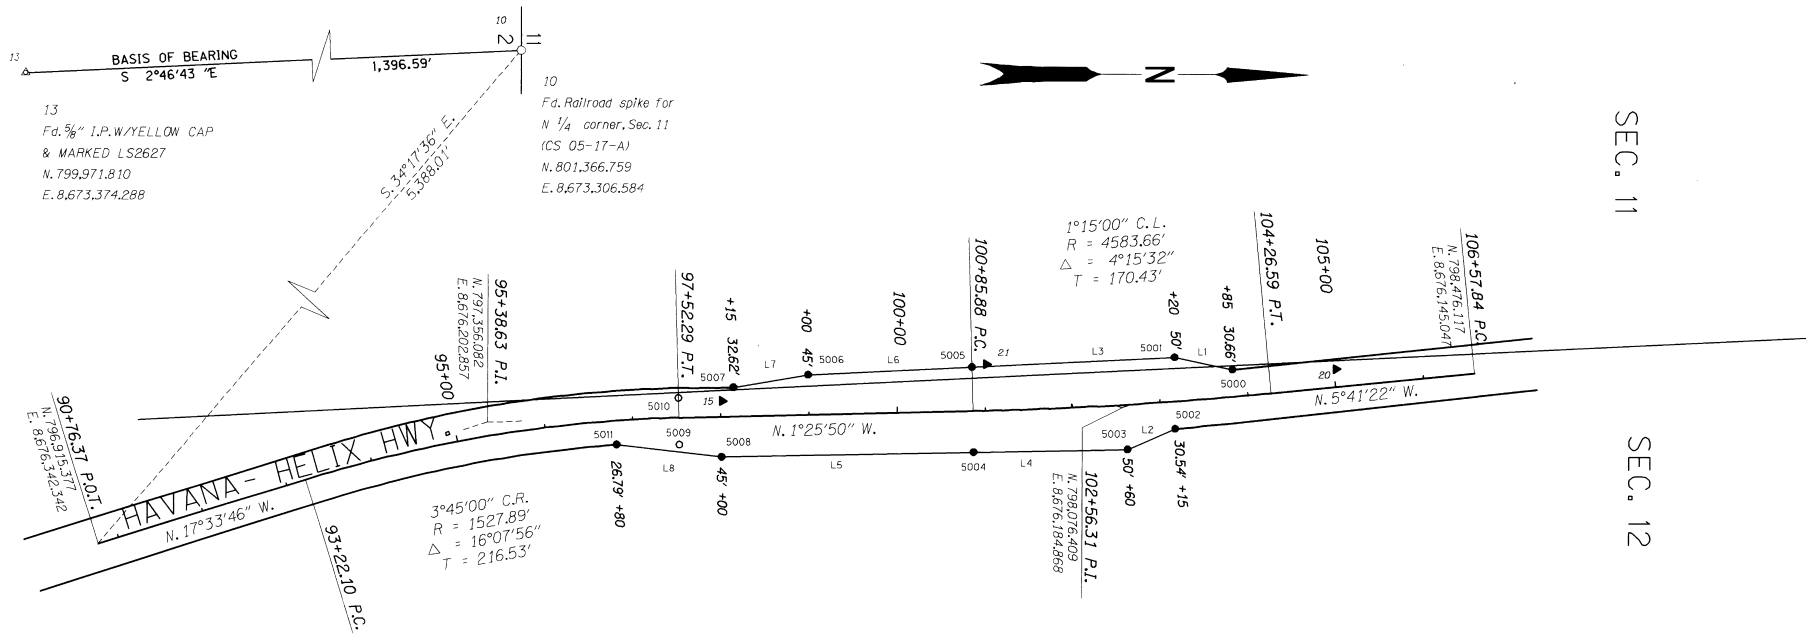 10
11
2
13
BASIS OF BEARING
S 2°46'43 "E
1,396.59'
13
Fd. 5/8" I.P.W/YELLOW CAP
& MARKED LS2627
N.799,971.810
E.8,673,374.288
10
Fd.Railroad spike for
N 1/4 corner,Sec.11
(CS 05-17-A)
N.801,366.759
E.8,673,306.584
S.34°17'36" E.
5,388.01'
N
SEC. 11
SEC. 12
1°15'00" C.L.
R = 4583.66'
△ = 4°15'32"
T = 170.43'
90+76.37 P.O.T.
N.796,915.377
E. 8,676,342.342
HAVANA- HELIX HWY.
N.17°33'46" W.
93+22.10 P.C.
95+00
95+38.63 P.I.
N.797,356.082
E.8,676,202.857
97+52.29 P.T.
+15 32.62'
+00 45'
100+00
100+85.88 P.C.
+20 50'
+85 30.66'
104+26.59 P.T.
105+00
106+57.84 P.C.
N.798,476.117
E.8,676,145.047
5007
L7
5006
L6
5005
21
L3
5001
L1
5000
20
5010
15
N.1°25'50" W.
N.5°41'22" W.
5011
5009
5008
L8
L5
5004
L4
5003
L2
5002
26.79' +80
45' +00
50' +60
30.54' +15
102+56.31 P.I.
N.798,076.409
E.8,676,184.868
3°45'00" C.R.
R = 1527.89'
△ = 16°07'56"
T = 216.53'